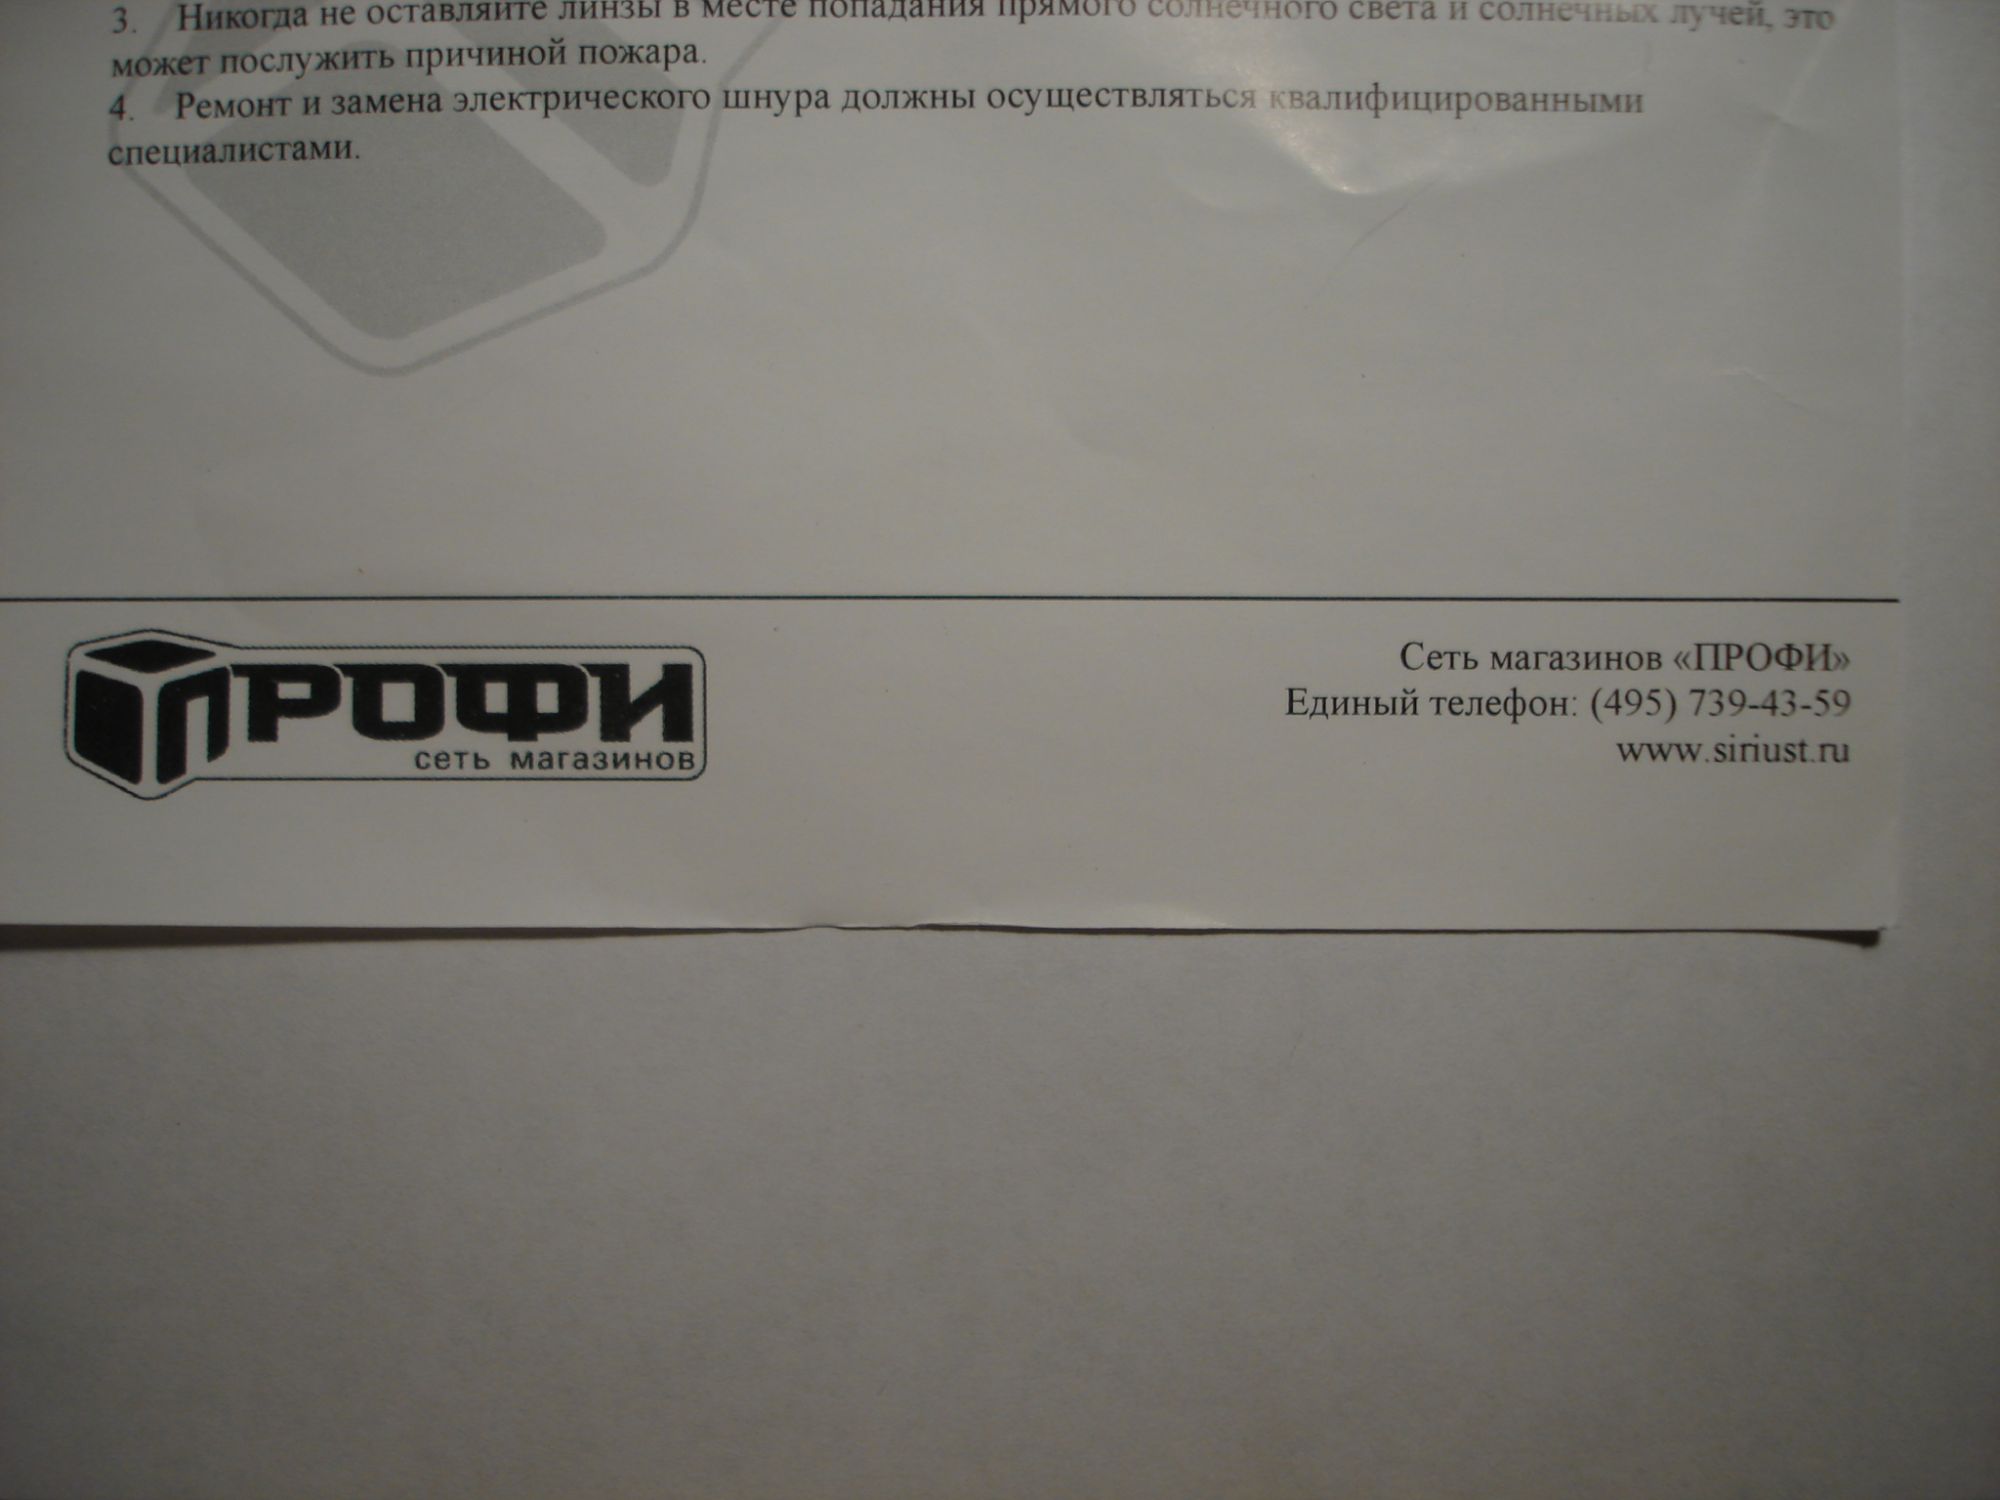 3. Никогда не оставляйте линзы в месте попадания прямого солнечного света и солнечных лучей, это
может послужить причиной пожара.
4. Ремонт и замена электрического шнура должны осуществляться квалифицированными
специалистами.
ПРОФИ
сеть магазинов
Сеть магазинов «ПРОФИ»
Единый телефон: (495) 739-43-59
www.siriust.ru